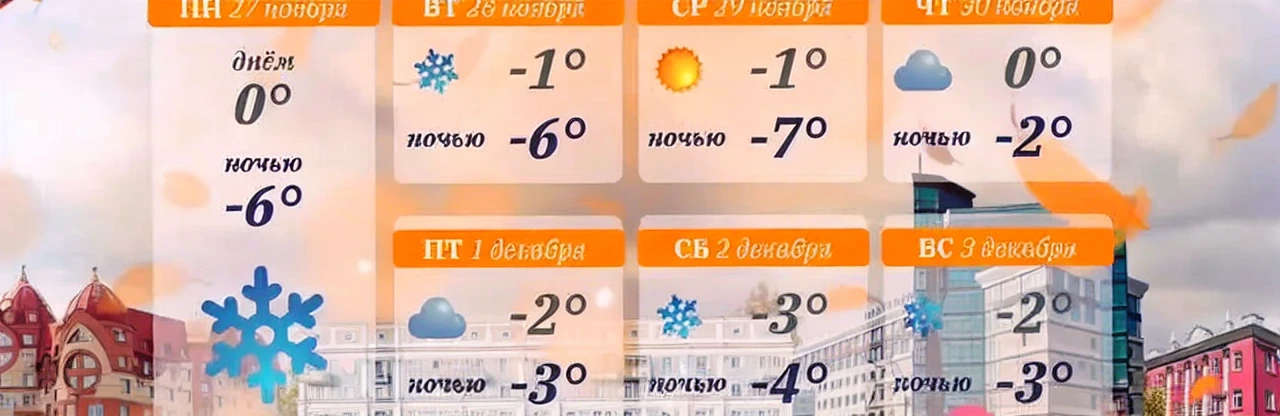 ПН 27 ноября
днём
0°
ночью
-6°
ВТ 28 ноября
-1°
ночью -6°
СР 29 ноября
-1°
ночью -7°
ЧТ 30 ноября
0°
ночью -2°
ПТ 1 декабря
-2°
ночью -3°
СБ 2 декабря
-3°
ночью -4°
ВС 3 декабря
-2°
ночью -3°